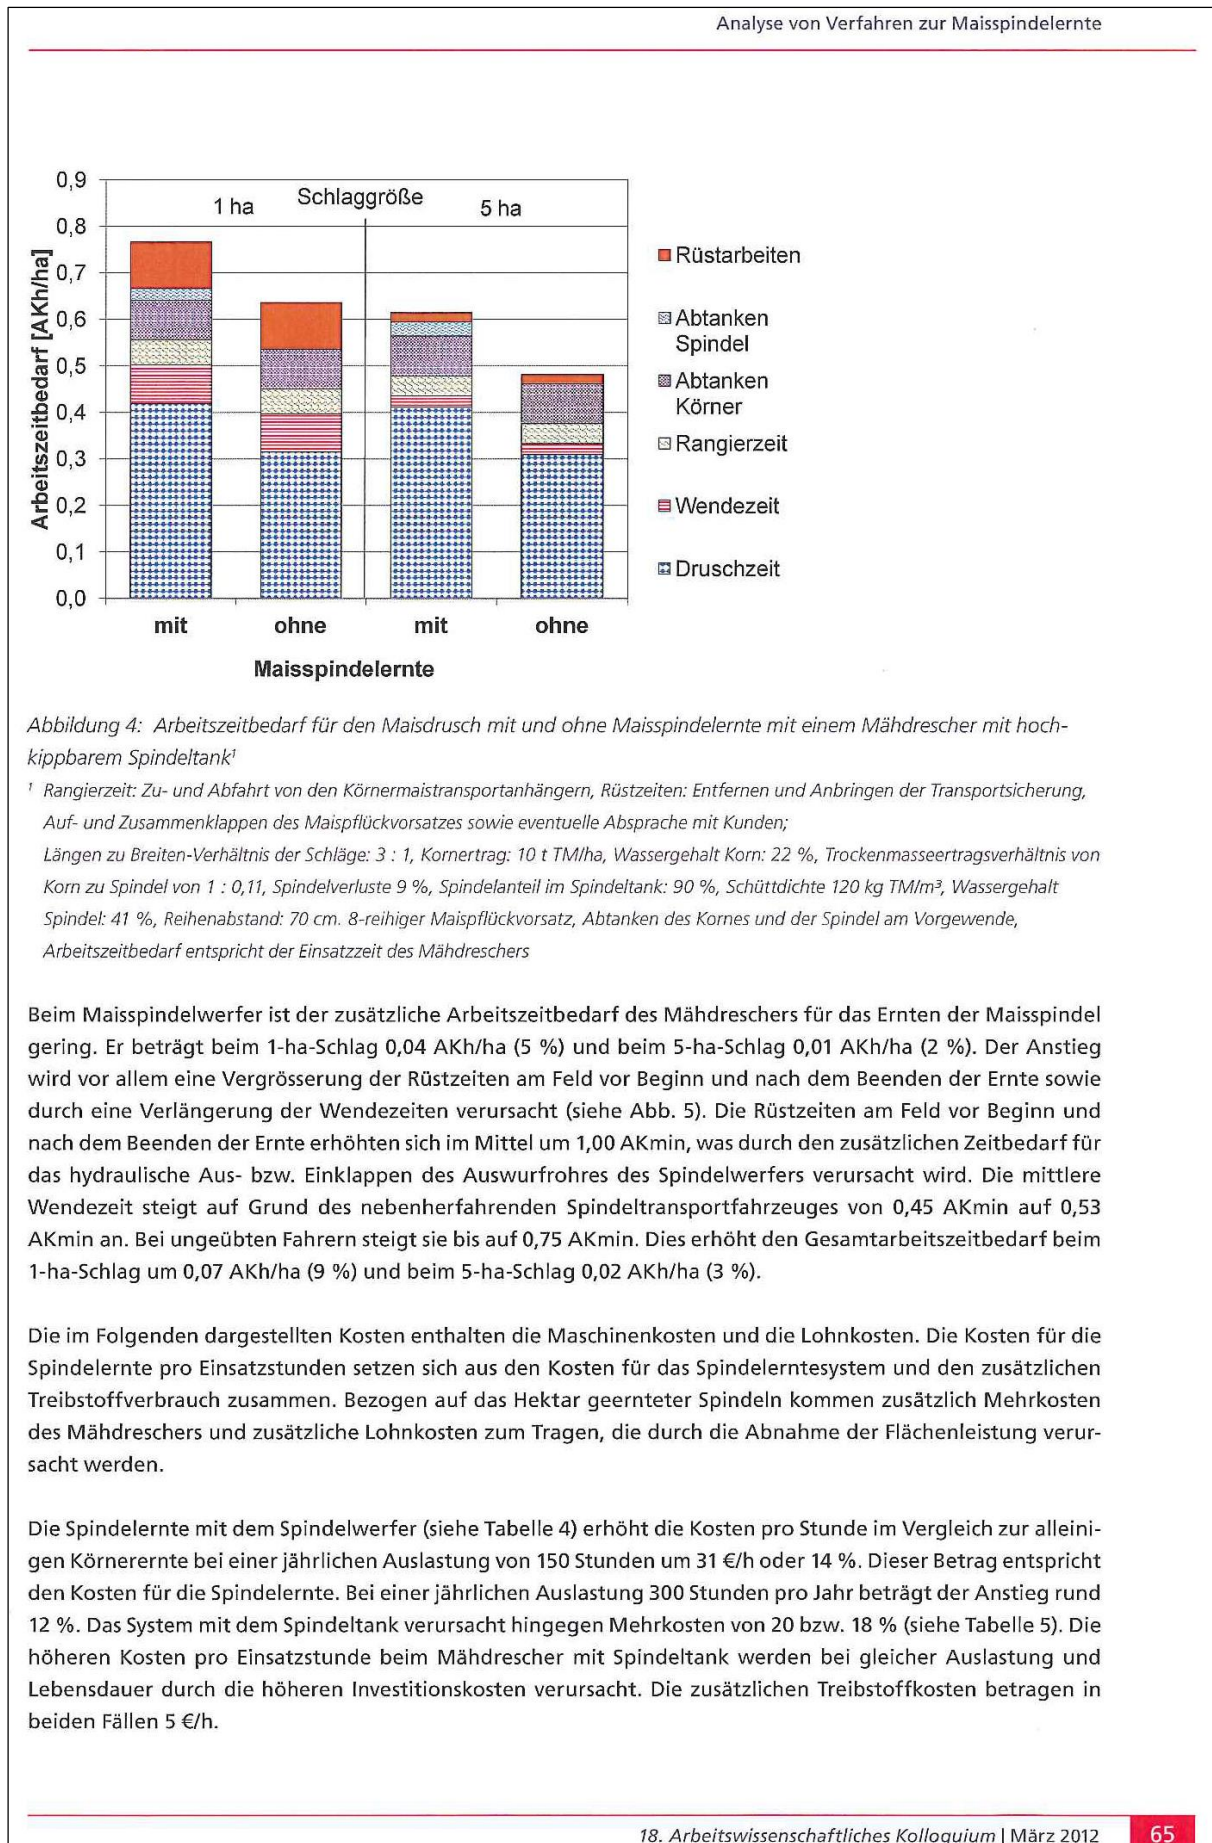 Analyse von Verfahren zur Maisspindelernte
0,9
0,8
0,7
0,6
0,5
0,4
0,3
0,2
0,1
0,0
Arbeitszeitbedarf [AKh/ha]
1 ha Schlaggröße 5 ha
mit ohne mit ohne
Maisspindelernte
Rüstarbeiten
Abtanken
Spindel
Abtanken
Körner
Rangierzeit
Wendezeit
Druschzeit
Abbildung 4: Arbeitszeitbedarf für den Maisdrusch mit und ohne Maisspindelernte mit einem Mähdrescher mit hoch-
kippbarem Spindeltank¹
¹ Rangierzeit: Zu- und Abfahrt von den Körnermaistransportanhängern, Rüstzeiten: Entfernen und Anbringen der Transportsicherung,
Auf- und Zusammenklappen des Maispflückvorsatzes sowie eventuelle Absprache mit Kunden;
Längen zu Breiten-Verhältnis der Schläge: 3 : 1, Kornertrag: 10 t TM/ha, Wassergehalt Korn: 22 %, Trockenmasseertragsverhältnis von
Korn zu Spindel von 1 : 0,11, Spindelverluste 9 %, Spindelanteil im Spindeltank: 90 %, Schüttdichte 120 kg TM/m³, Wassergehalt
Spindel: 41 %, Reihenabstand: 70 cm. 8-reihiger Maispflückvorsatz, Abtanken des Kornes und der Spindel am Vorgewende,
Arbeitszeitbedarf entspricht der Einsatzzeit des Mähdreschers
Beim Maisspindelwerfer ist der zusätzliche Arbeitszeitbedarf des Mähdreschers für das Ernten der Maisspindel
gering. Er beträgt beim 1-ha-Schlag 0,04 AKh/ha (5 %) und beim 5-ha-Schlag 0,01 AKh/ha (2 %). Der Anstieg
wird vor allem eine Vergrösserung der Rüstzeiten am Feld vor Beginn und nach dem Beenden der Ernte sowie
durch eine Verlängerung der Wendezeiten verursacht (siehe Abb. 5). Die Rüstzeiten am Feld vor Beginn und
nach dem Beenden der Ernte erhöhten sich im Mittel um 1,00 AKmin, was durch den zusätzlichen Zeitbedarf für
das hydraulische Aus- bzw. Einklappen des Auswurfrohres des Spindelwerfers verursacht wird. Die mittlere
Wendezeit steigt auf Grund des nebenherfahrenden Spindeltransportfahrzeuges von 0,45 AKmin auf 0,53
AKmin an. Bei ungeübten Fahrern steigt sie bis auf 0,75 AKmin. Dies erhöht den Gesamtarbeitszeitbedarf beim
1-ha-Schlag um 0,07 AKh/ha (9 %) und beim 5-ha-Schlag 0,02 AKh/ha (3 %).
Die im Folgenden dargestellten Kosten enthalten die Maschinenkosten und die Lohnkosten. Die Kosten für die
Spindelernte pro Einsatzstunden setzen sich aus den Kosten für das Spindelerntesystem und den zusätzlichen
Treibstoffverbrauch zusammen. Bezogen auf das Hektar geernteter Spindeln kommen zusätzlich Mehrkosten
des Mähdreschers und zusätzliche Lohnkosten zum Tragen, die durch die Abnahme der Flächenleistung verur-
sacht werden.
Die Spindelernte mit dem Spindelwerfer (siehe Tabelle 4) erhöht die Kosten pro Stunde im Vergleich zur alleini-
gen Körnerernte bei einer jährlichen Auslastung von 150 Stunden um 31 €/h oder 14 %. Dieser Betrag entspricht
den Kosten für die Spindelernte. Bei einer jährlichen Auslastung 300 Stunden pro Jahr beträgt der Anstieg rund
12 %. Das System mit dem Spindeltank verursacht hingegen Mehrkosten von 20 bzw. 18 % (siehe Tabelle 5). Die
höheren Kosten pro Einsatzstunde beim Mähdrescher mit Spindeltank werden bei gleicher Auslastung und
Lebensdauer durch die höheren Investitionskosten verursacht. Die zusätzlichen Treibstoffkosten betragen in
beiden Fällen 5 €/h.
18. Arbeitswissenschaftliches Kolloquium | März 2012 65